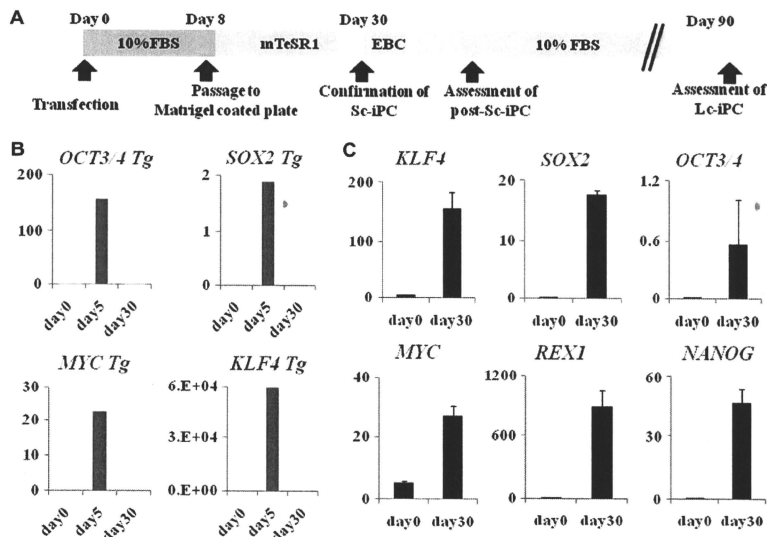 A
Day 0 Day 8 Day 30 Day 90
10%FBS mTeSR1 EBC 10% FBS
Transfection
Passage to
Matrigel coated plate
Confirmation of
Sc-iPC
Assessment of
post-Sc-iPC
Assessment of
Lc-iPC
B
OCT3/4 Tg
200
100
0
day0 day5 day30
SOX2 Tg
2
1
0
day0 day5 day30
MYC Tg
30
20
10
0
day0 day5 day30
KLF4 Tg
6.E+04
3.E+04
0.E+00
day0 day5 day30
C
KLF4
200
100
0
day0 day30
SOX2
20
10
0
day0 day30
OCT3/4
1.2
0.6
0
day0 day30
MYC
40
20
0
day0 day30
REX1
1200
600
0
day0 day30
NANOG
60
30
0
day0 day30